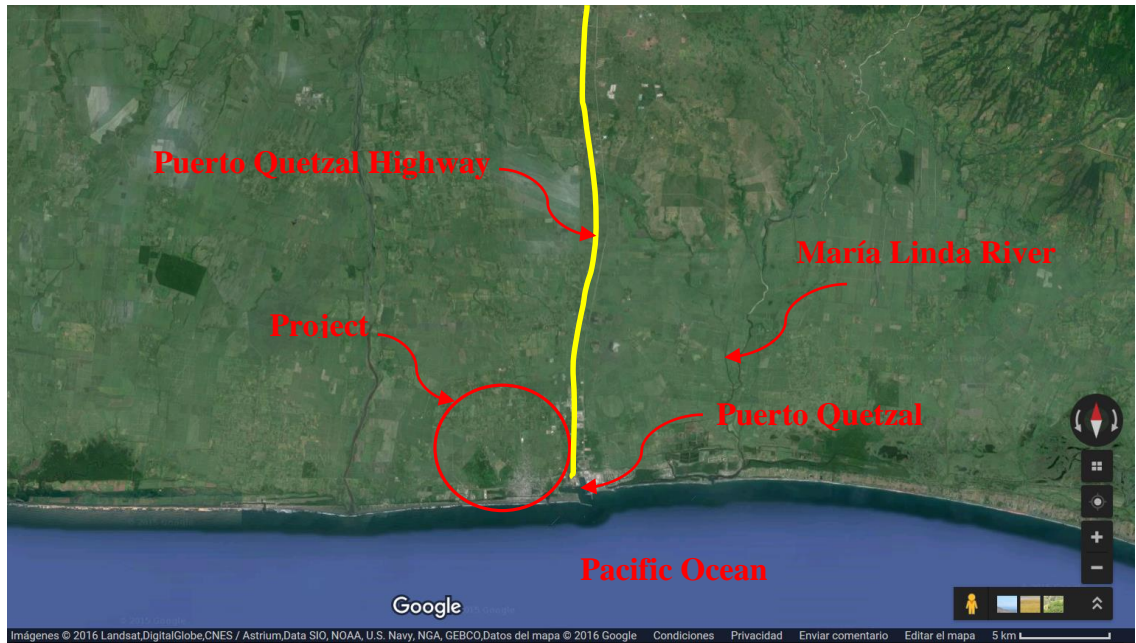 Puerto Quetzal Highway
María Linda River
Project
Puerto Quetzal
Pacific Ocean
Google
Imágenes © 2016 Landsat,DigitalGlobe,CNES / Astrium,Data SIO, NOAA, U.S. Navy, NGA, GEBCO,Datos del mapa © 2016 Google Condiciones Privacidad Enviar comentario Editar el mapa 5 km